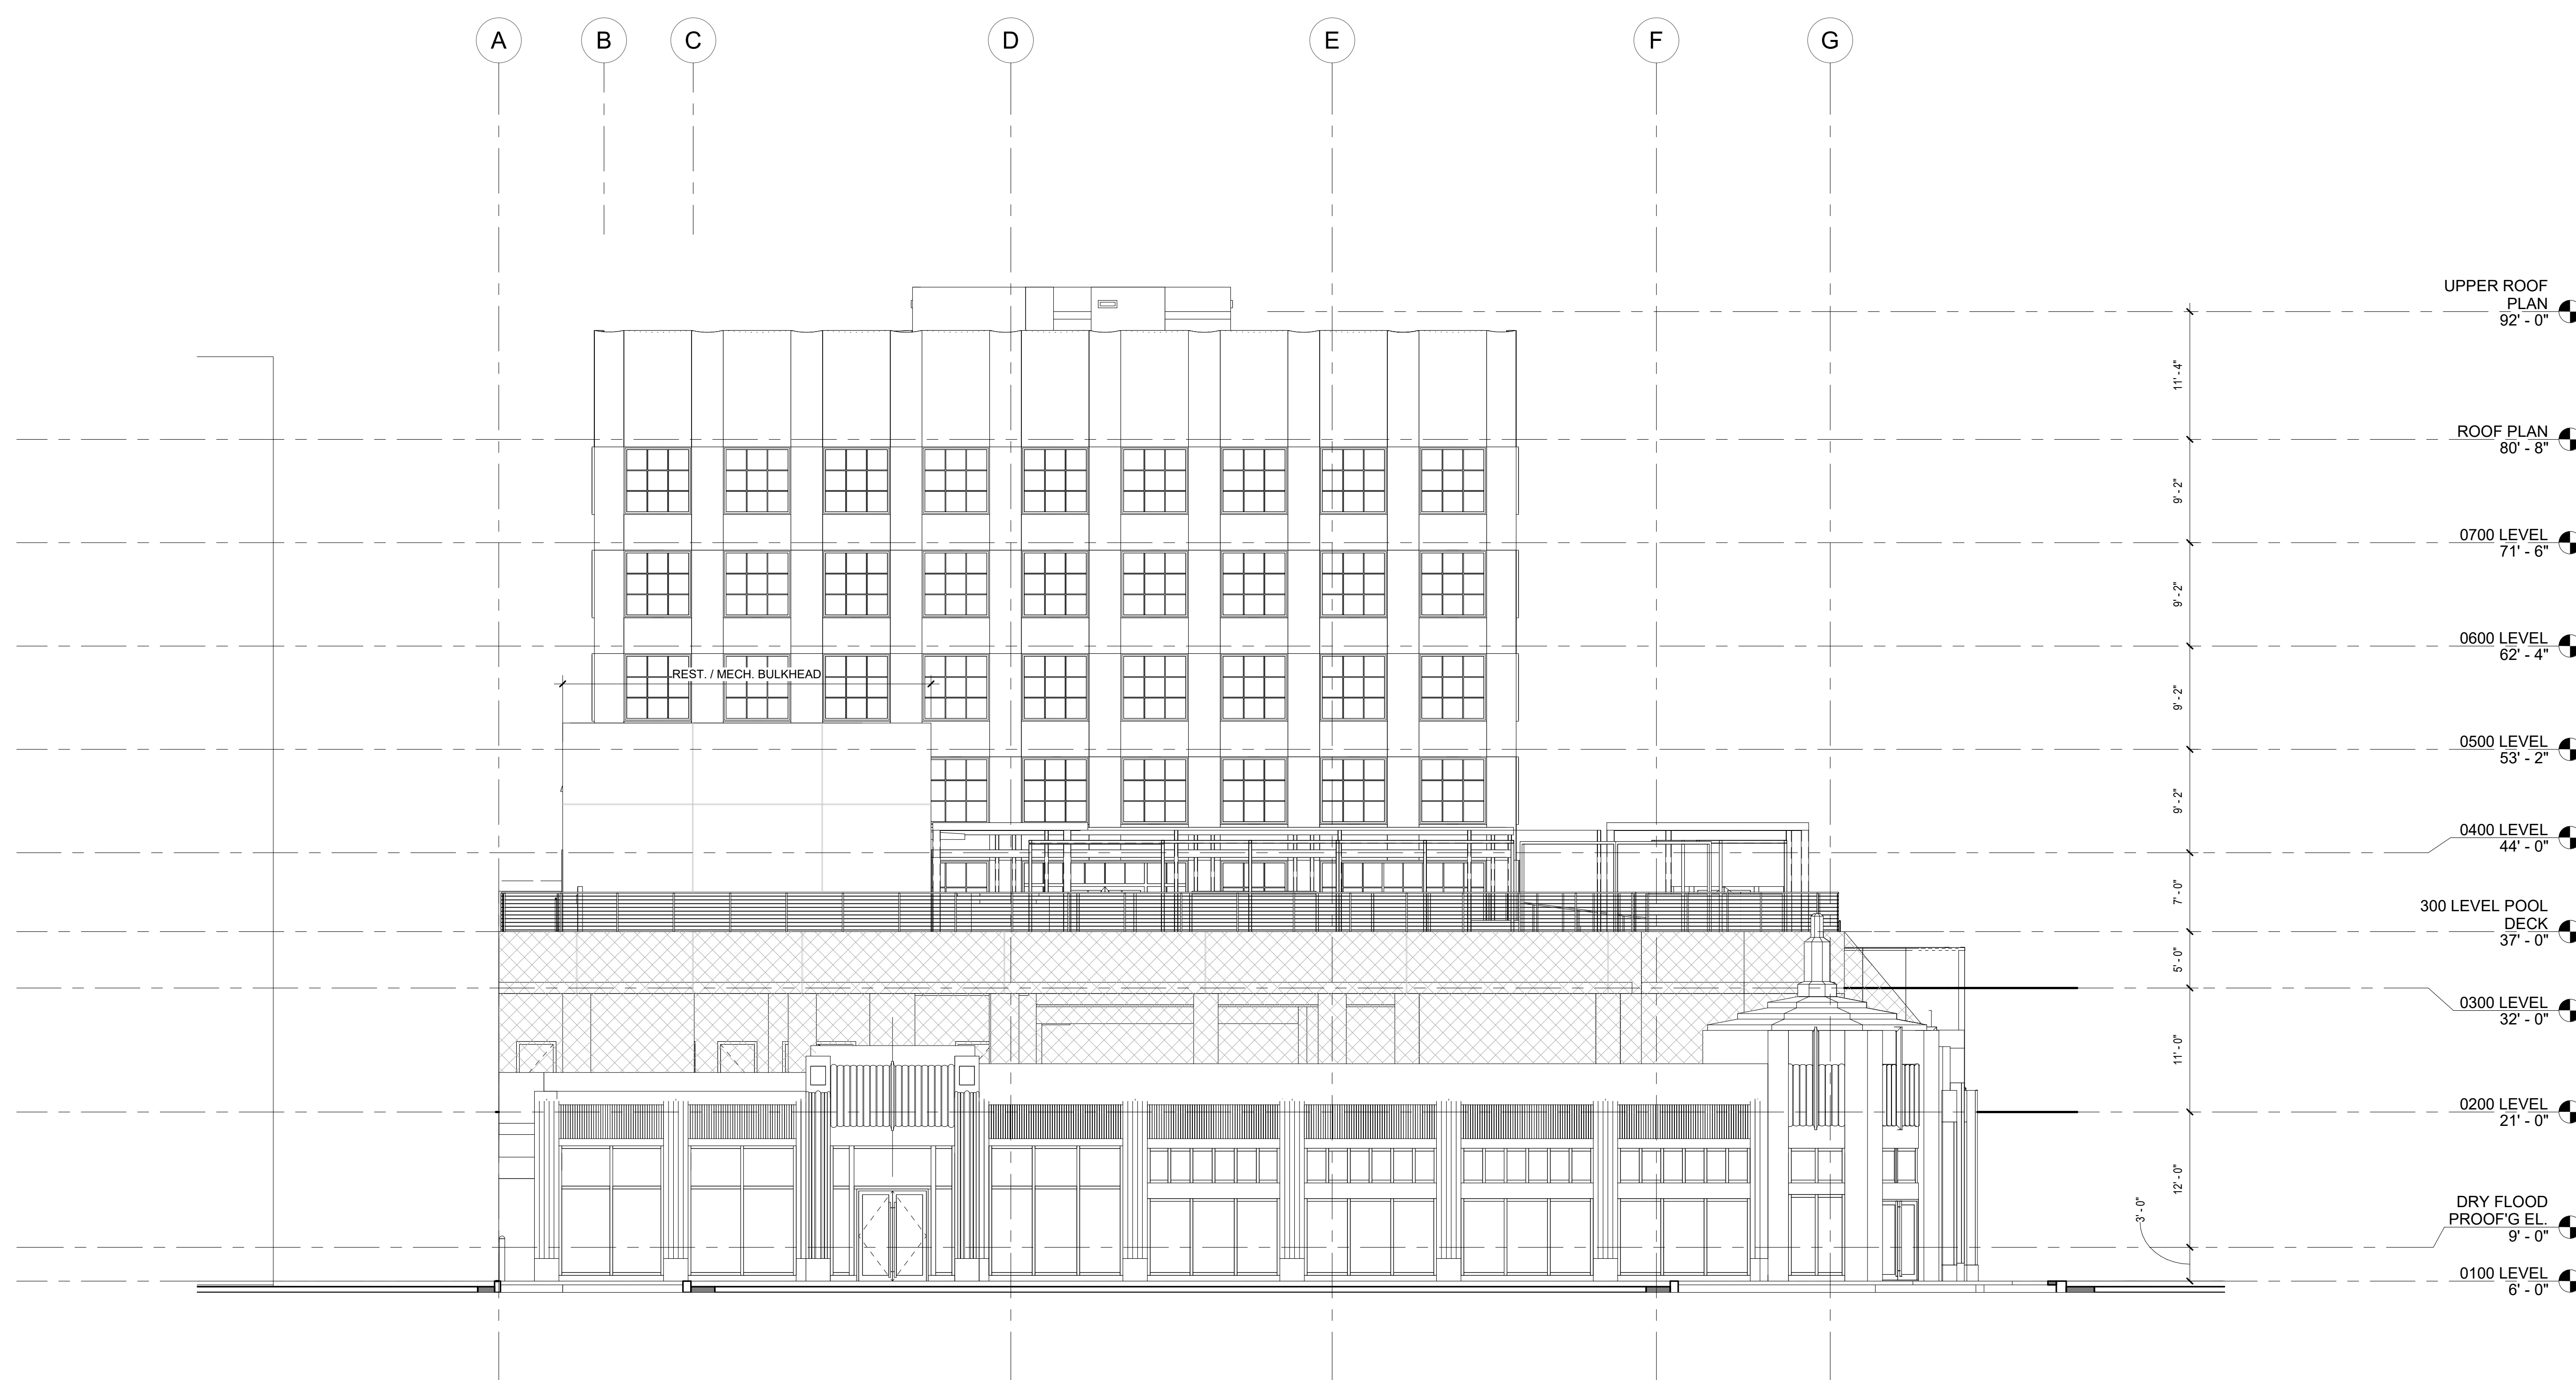 A
B
C
D
E
F
G
UPPER ROOF
PLAN
92' - 0"
11' - 4"
ROOF PLAN
80' - 8"
9' - 2"
0700 LEVEL
71' - 6"
9' - 2"
0600 LEVEL
62' - 4"
REST. / MECH. BULKHEAD
9' - 2"
0500 LEVEL
53' - 2"
9' - 2"
0400 LEVEL
44' - 0"
7' - 0"
300 LEVEL POOL
DECK
37' - 0"
5' - 0"
0300 LEVEL
32' - 0"
11' - 0"
0200 LEVEL
21' - 0"
12' - 0"
DRY FLOOD
PROOF'G EL.
9' - 0"
3' - 0"
0100 LEVEL
6' - 0"